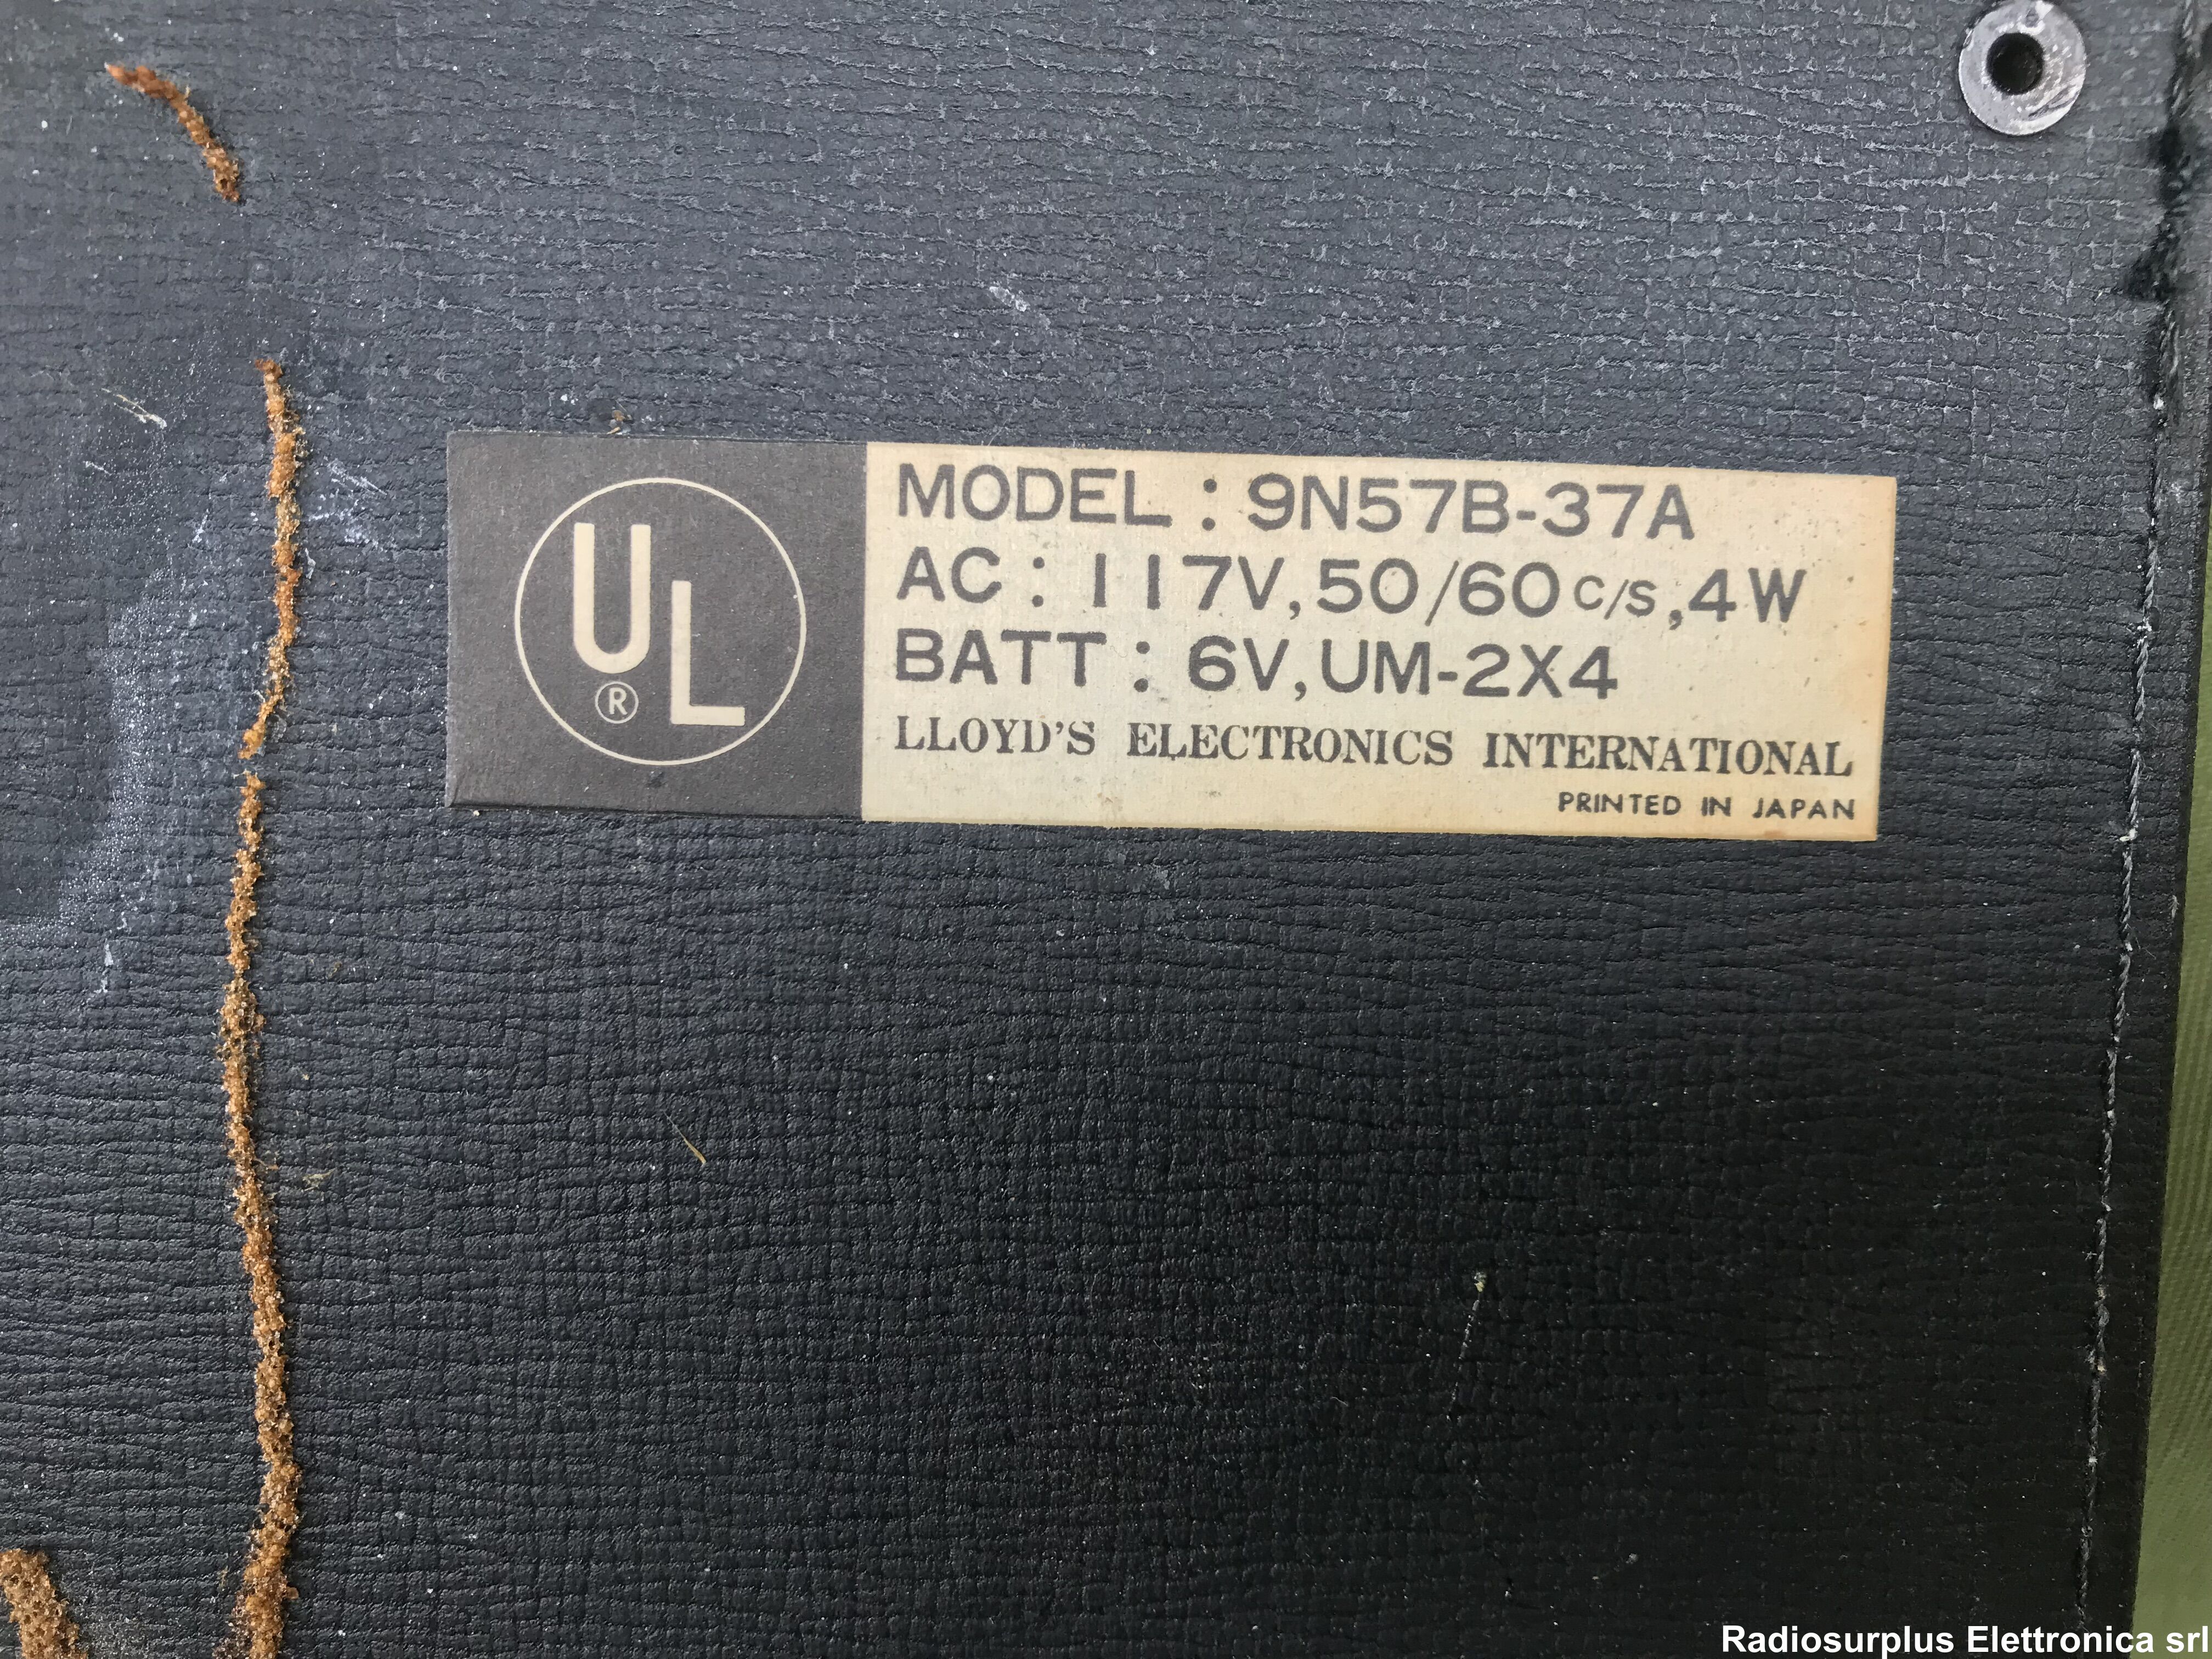 UL
®
MODEL : 9N57B-37A
AC : 117V, 50/60 C/S, 4W
BATT : 6V, UM-2X4
LLOYD'S ELECTRONICS INTERNATIONAL
PRINTED IN JAPAN
Radiosurplus Elettronica srl